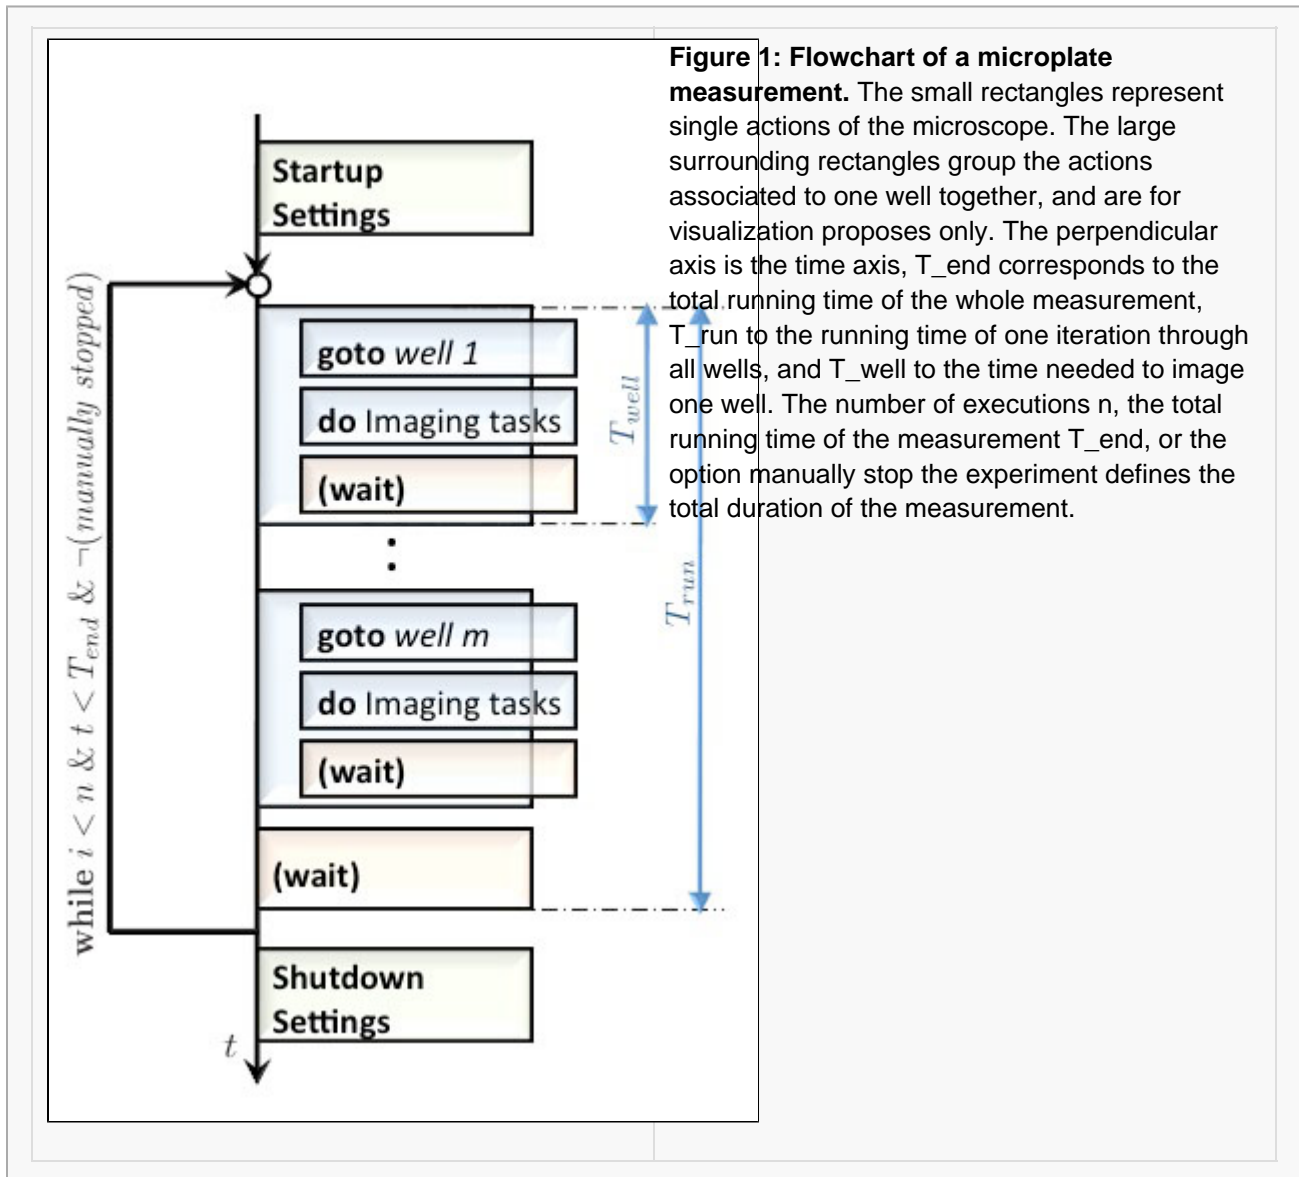 Startup
Settings
while i < n & t < T_end & ¬(manually stopped)
goto well 1
do Imaging tasks
(wait)
T_well
:
goto well m
do Imaging tasks
(wait)
T_run
(wait)
Shutdown
Settings
t
Figure 1: Flowchart of a microplate
measurement. The small rectangles represent
single actions of the microscope. The large
surrounding rectangles group the actions
associated to one well together, and are for
visualization proposes only. The perpendicular
axis is the time axis, T_end corresponds to the
total running time of the whole measurement,
T_run to the running time of one iteration through
all wells, and T_well to the time needed to image
one well. The number of executions n, the total
running time of the measurement T_end, or the
option manually stop the experiment defines the
total duration of the measurement.